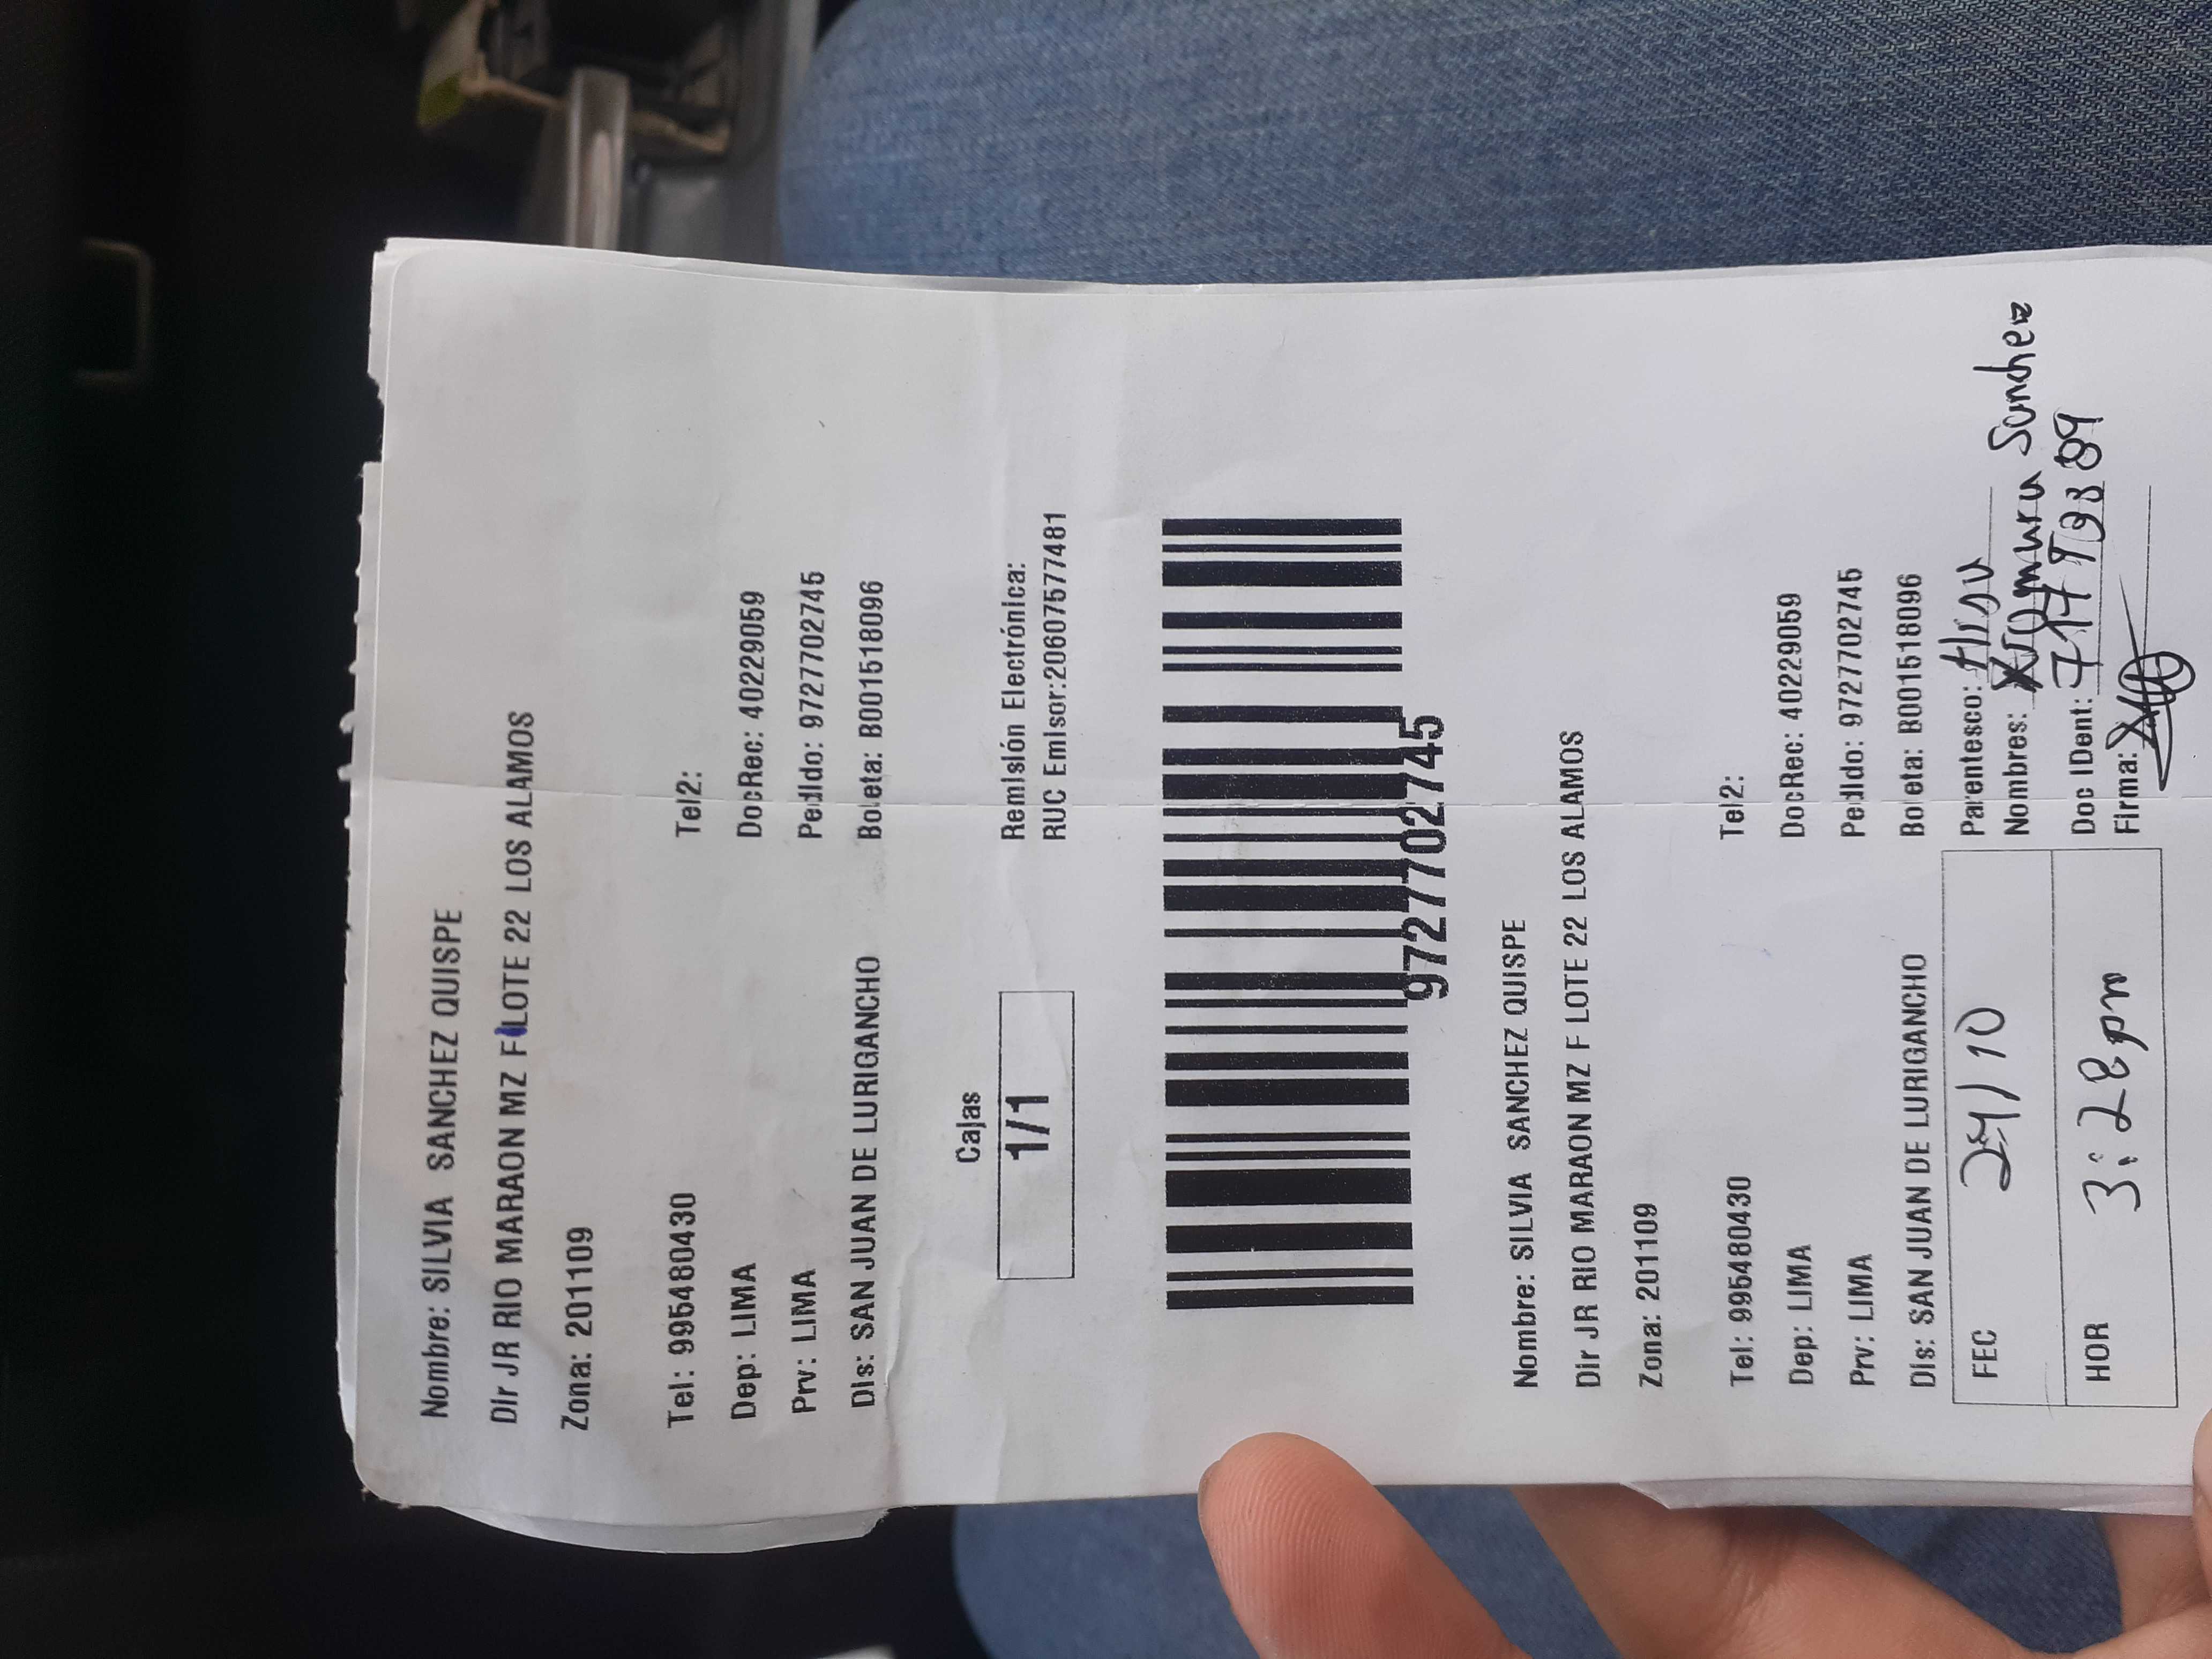 Nombre: SILVIA SANCHEZ QUISPE
Dir JR RIO MARAON MZ F LOTE 22 LOS ALAMOS
Zona: 201109
Tel: 995480430 Tel2:
Dep: LIMA DocRec: 40229059
Prv: LIMA Pedido: 9727702745
Dis: SAN JUAN DE LURIGANCHO Boleta: B001518096
Cajas
1/1
Remisión Electrónica:
RUC Emisor:20607577481
9727702745
Nombre: SILVIA SANCHEZ QUISPE
Dir JR RIO MARAON MZ F LOTE 22 LOS ALAMOS
Zona: 201109
Tel: 995480430 Tel2:
Dep: LIMA DocRec: 40229059
Prv: LIMA Pedido: 9727702745
Dis: SAN JUAN DE LURIGANCHO Boleta: B001518096
FEC 24/10 Parentesco:
Nombres: Sanchez
HOR 3:28pm Doc IDent:
Firma: